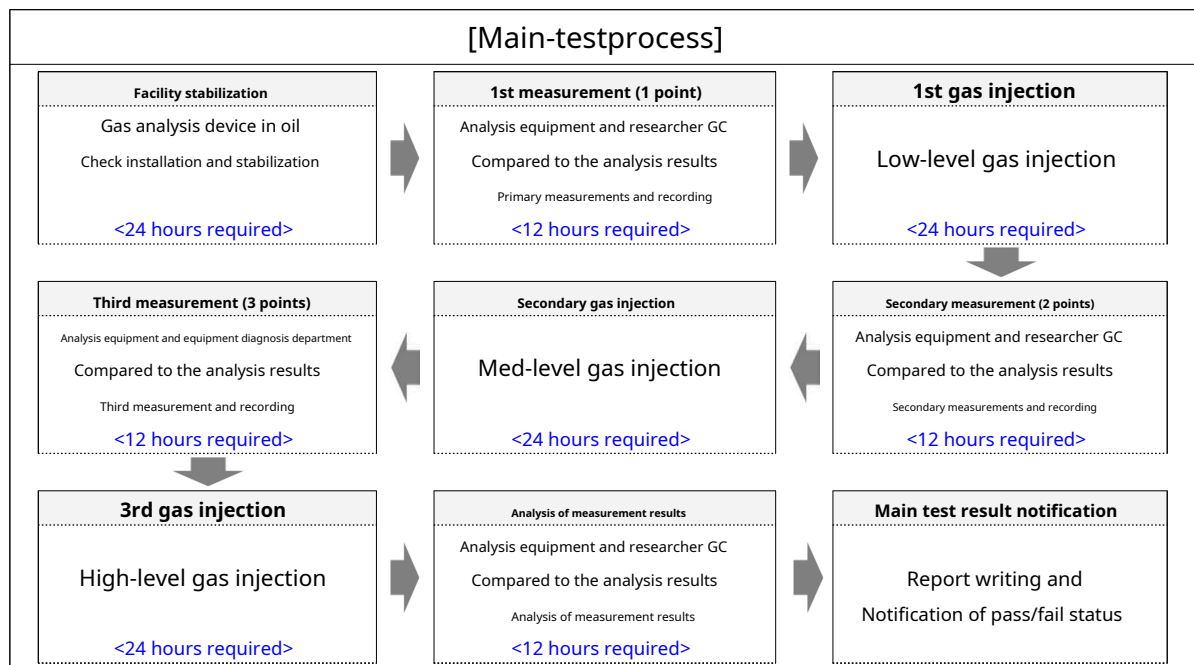 [Main-testprocess]
Facility stabilization
Gas analysis device in oil
Check installation and stabilization
<24 hours required>
1st measurement (1 point)
Analysis equipment and researcher GC
Compared to the analysis results
Primary measurements and recording
<12 hours required>
1st gas injection
Low-level gas injection
<24 hours required>
Secondary measurement (2 points)
Analysis equipment and researcher GC
Compared to the analysis results
Secondary measurements and recording
<12 hours required>
Secondary gas injection
Med-level gas injection
<24 hours required>
Third measurement (3 points)
Analysis equipment and equipment diagnosis department
Compared to the analysis results
Third measurement and recording
<12 hours required>
3rd gas injection
High-level gas injection
<24 hours required>
Analysis of measurement results
Analysis equipment and researcher GC
Compared to the analysis results
Analysis of measurement results
<12 hours required>
Main test result notification
Report writing and
Notification of pass/fail status